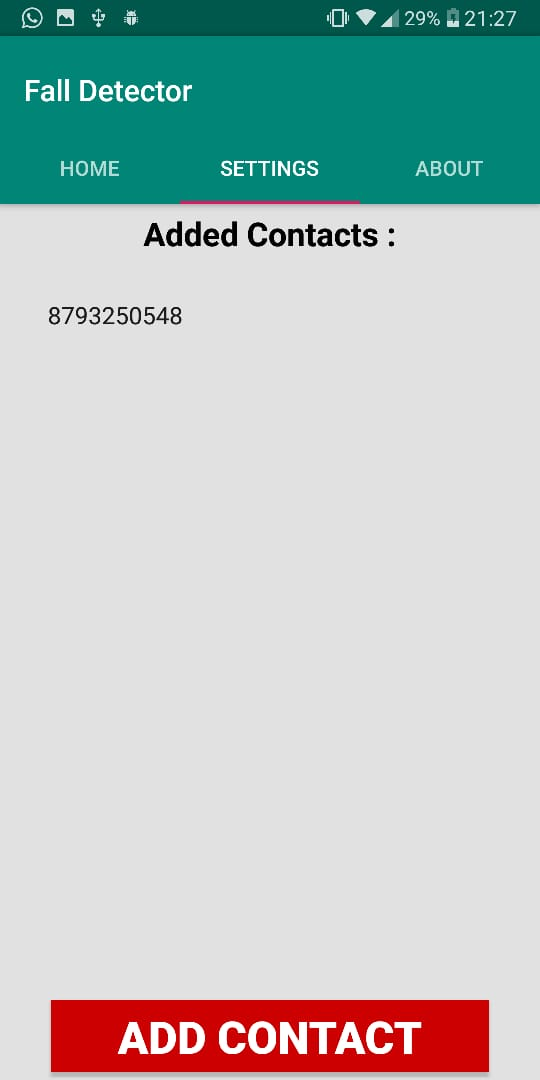 29% 21:27
Fall Detector
HOME SETTINGS ABOUT
Added Contacts :
8793250548
ADD CONTACT